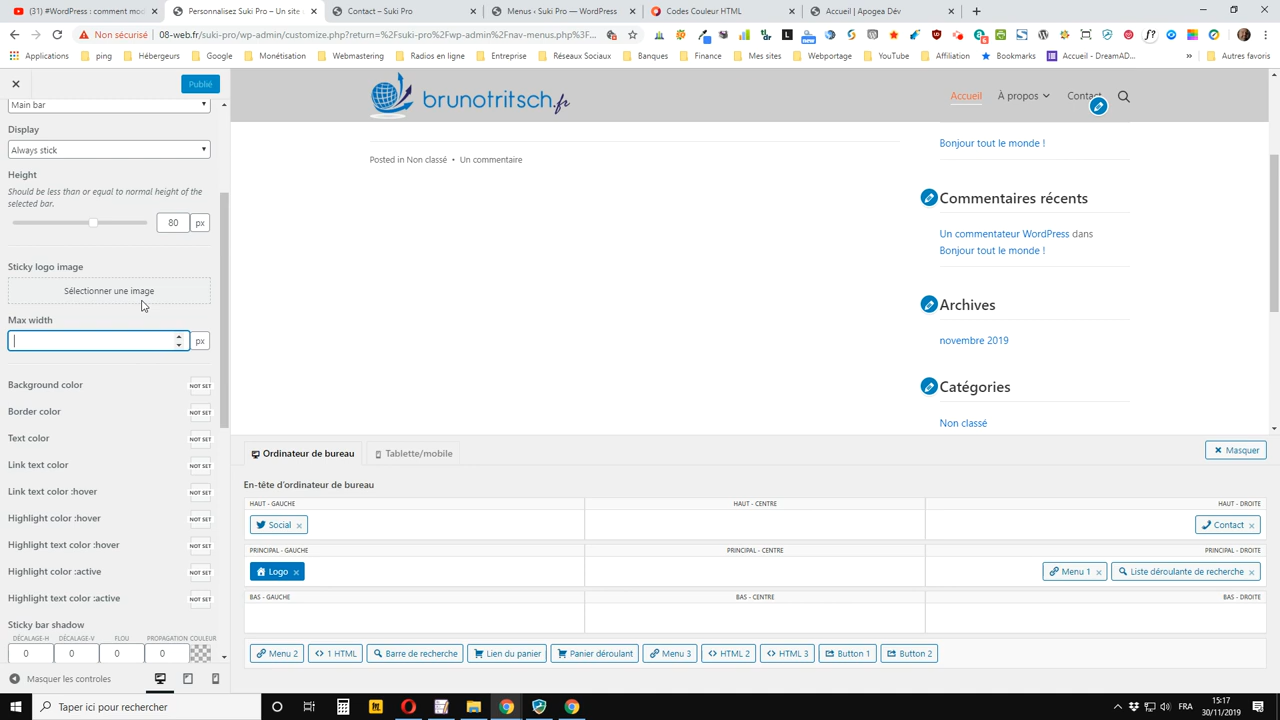 (31) #WordPress : comment mod
Personnalisez Suki Pro – Un site
Contact – Suki Pro
Menus ‹ Suki Pro — WordPress
Codes Couleur HTML
Accueil | Apogea Dév
Non sécurisé
08-web.fr/suki-pro/wp-admin/customize.php?return=%2Fsuki-pro%2Fwp-admin%2Fnav-menus.php%3F...
Applications
ping
Hébergeurs
Google
Monétisation
Webmastering
Radios en ligne
Entreprise
Réseaux Sociaux
Banques
Finance
Mes sites
Webportage
YouTube
Affiliation
Bookmarks
Accueil - DreamAD...
»
Autres favoris
Publié
Main bar
Display
Always stick
Height
Should be less than or equal to normal height of the
selected bar.
80
px
Sticky logo image
Sélectionner une image
Max width
px
Background color
NOT SET
Border color
NOT SET
Text color
NOT SET
Link text color
NOT SET
Link text color :hover
NOT SET
Highlight color :hover
NOT SET
Highlight text color :hover
NOT SET
Highlight color :active
NOT SET
Highlight text color :active
NOT SET
Sticky bar shadow
DÉCALAGE-H DÉCALAGE-V FLOU PROPAGATION COULEUR
0 0 0 0
Masquer les controles
brunotritsch.fr
Accueil
À propos
Contact
Posted in Non classé • Un commentaire
Bonjour tout le monde !
Commentaires récents
Un commentateur WordPress dans
Bonjour tout le monde !
Archives
novembre 2019
Catégories
Non classé
Ordinateur de bureau
Tablette/mobile
Masquer
En-tête d'ordinateur de bureau
HAUT - GAUCHE
HAUT - CENTRE
HAUT - DROITE
Social ×
Contact ×
PRINCIPAL - GAUCHE
PRINCIPAL - CENTRE
PRINCIPAL - DROITE
Logo ×
Menu 1 ×
Liste déroulante de recherche ×
BAS - GAUCHE
BAS - CENTRE
BAS - DROITE
Menu 2
1 HTML
Barre de recherche
Lien du panier
Panier déroulant
Menu 3
HTML 2
HTML 3
Button 1
Button 2
Taper ici pour rechercher
FRA
15:17
30/11/2019